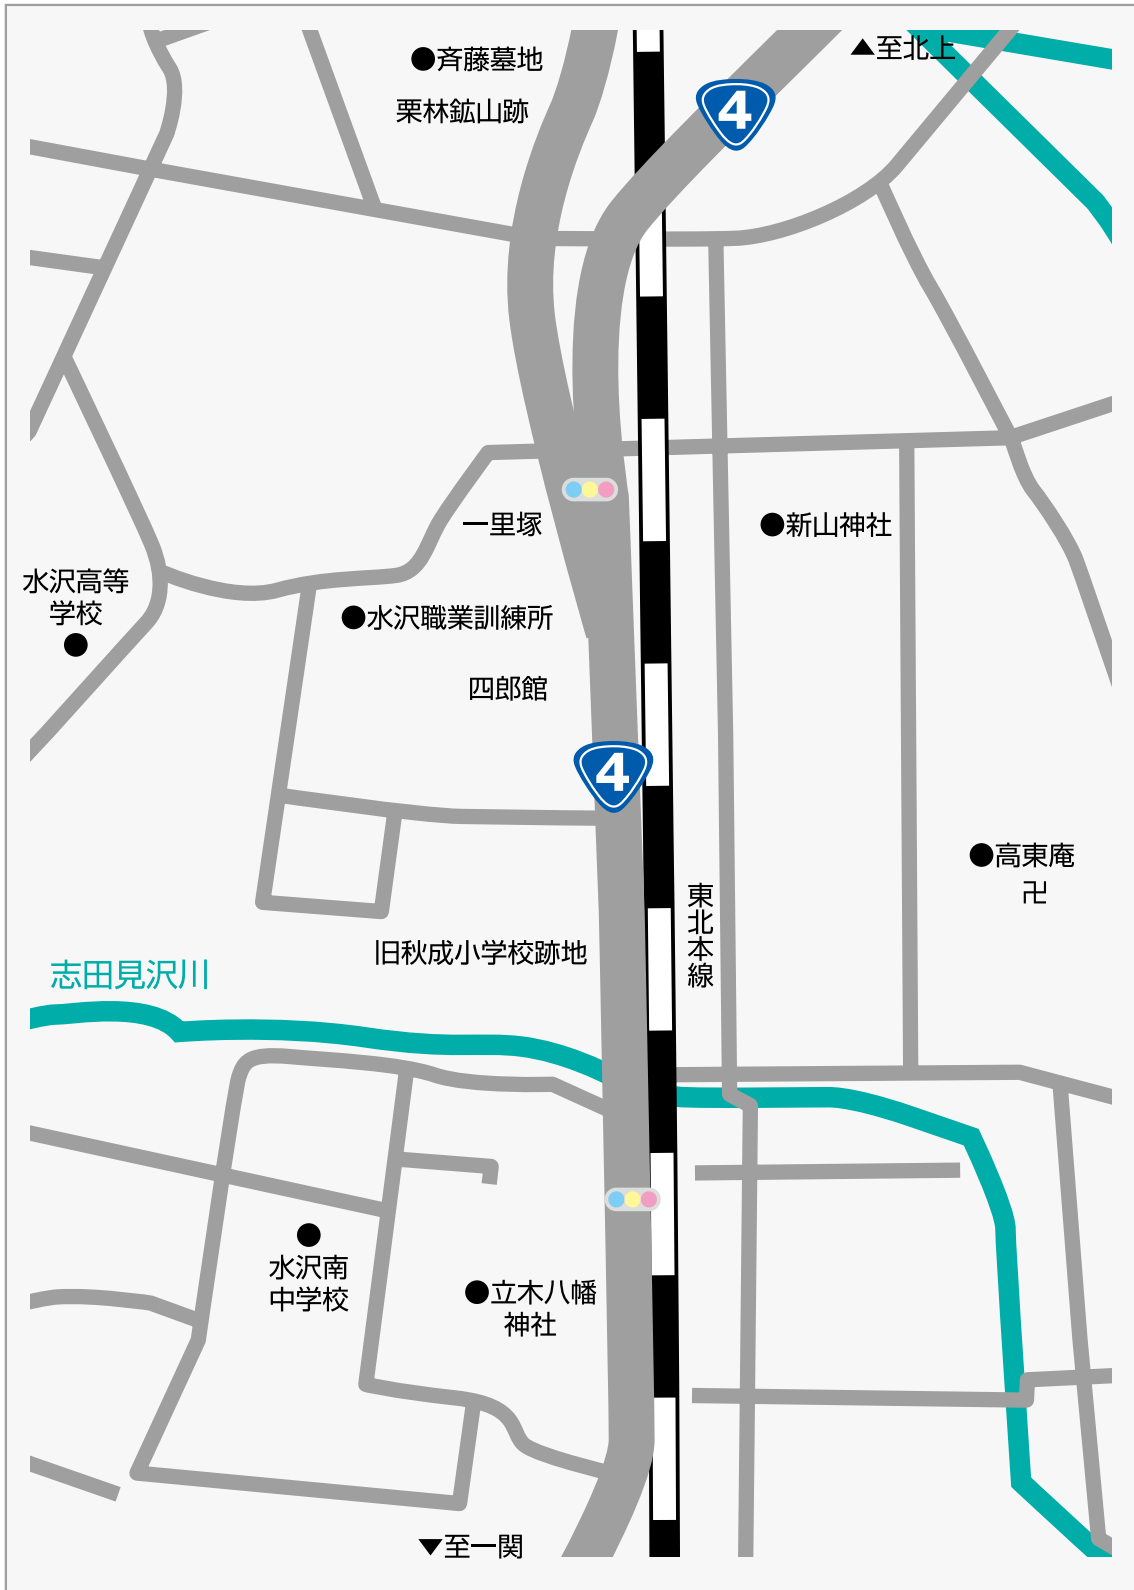 ●斉藤墓地
▲至北上
栗林鉱山跡
4
一里塚
●新山神社
水沢高等
学校
●水沢職業訓練所
四郎館
4
●高東庵
卍
東北本線
旧秋成小学校跡地
志田見沢川
水沢南
中学校
●立木八幡
神社
▼至一関